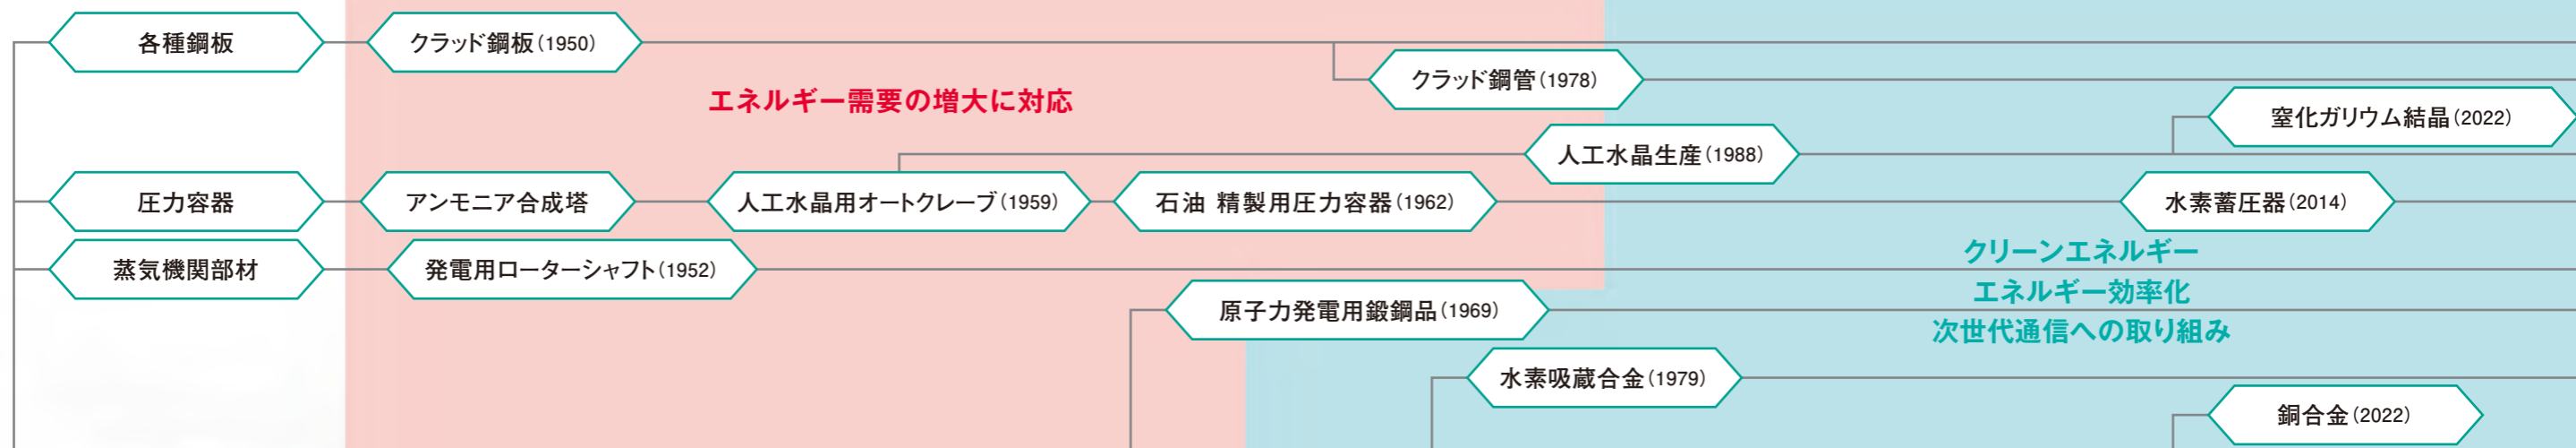 各種鋼板
クラッド鋼板(1950)
クラッド鋼管(1978)
エネルギー需要の増大に対応
窒化ガリウム結晶(2022)
人工水晶生産(1988)
圧力容器
アンモニア合成塔
人工水晶用オートクレーブ(1959)
石油 精製用圧力容器(1962)
水素蓄圧器(2014)
蒸気機関部材
発電用ローターシャフト(1952)
クリーンエネルギー
エネルギー効率化
次世代通信への取り組み
原子力発電用鍛鋼品(1969)
水素吸蔵合金(1979)
銅合金(2022)